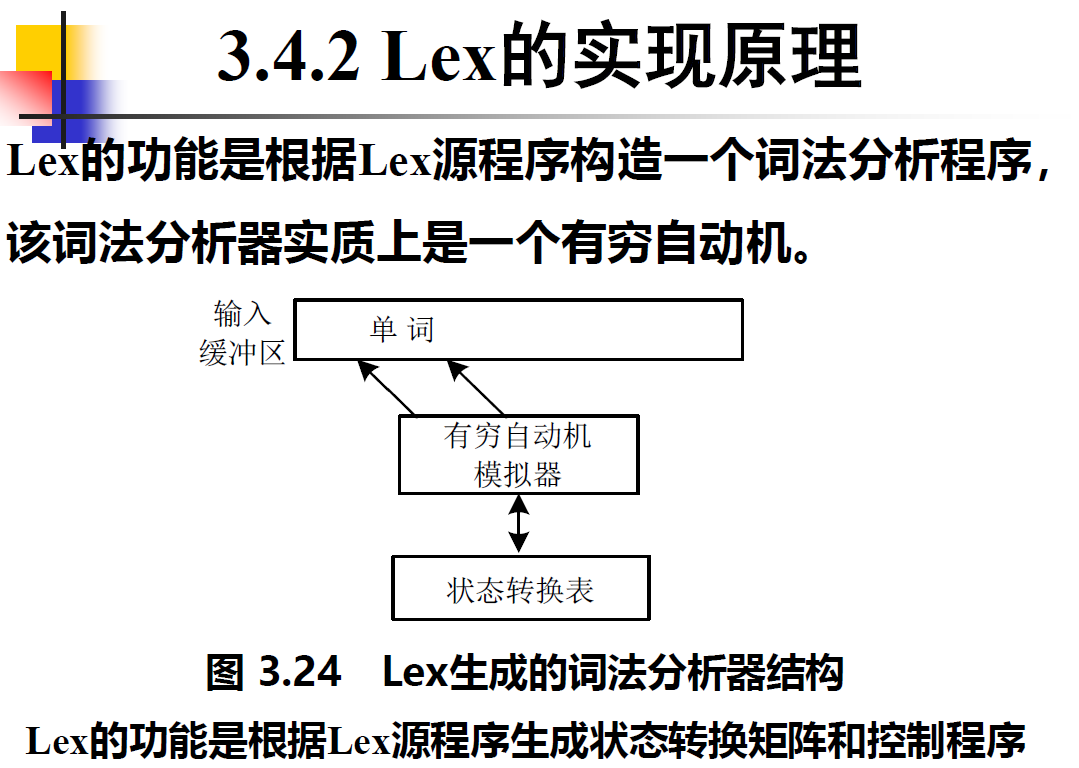 3.4.2 Lex的实现原理
Lex的功能是根据Lex源程序构造一个词法分析程序，
该词法分析器实质上是一个有穷自动机。
输入
缓冲区
单 词
有穷自动机
模拟器
状态转换表
图 3.24 Lex生成的词法分析器结构
Lex的功能是根据Lex源程序生成状态转换矩阵和控制程序